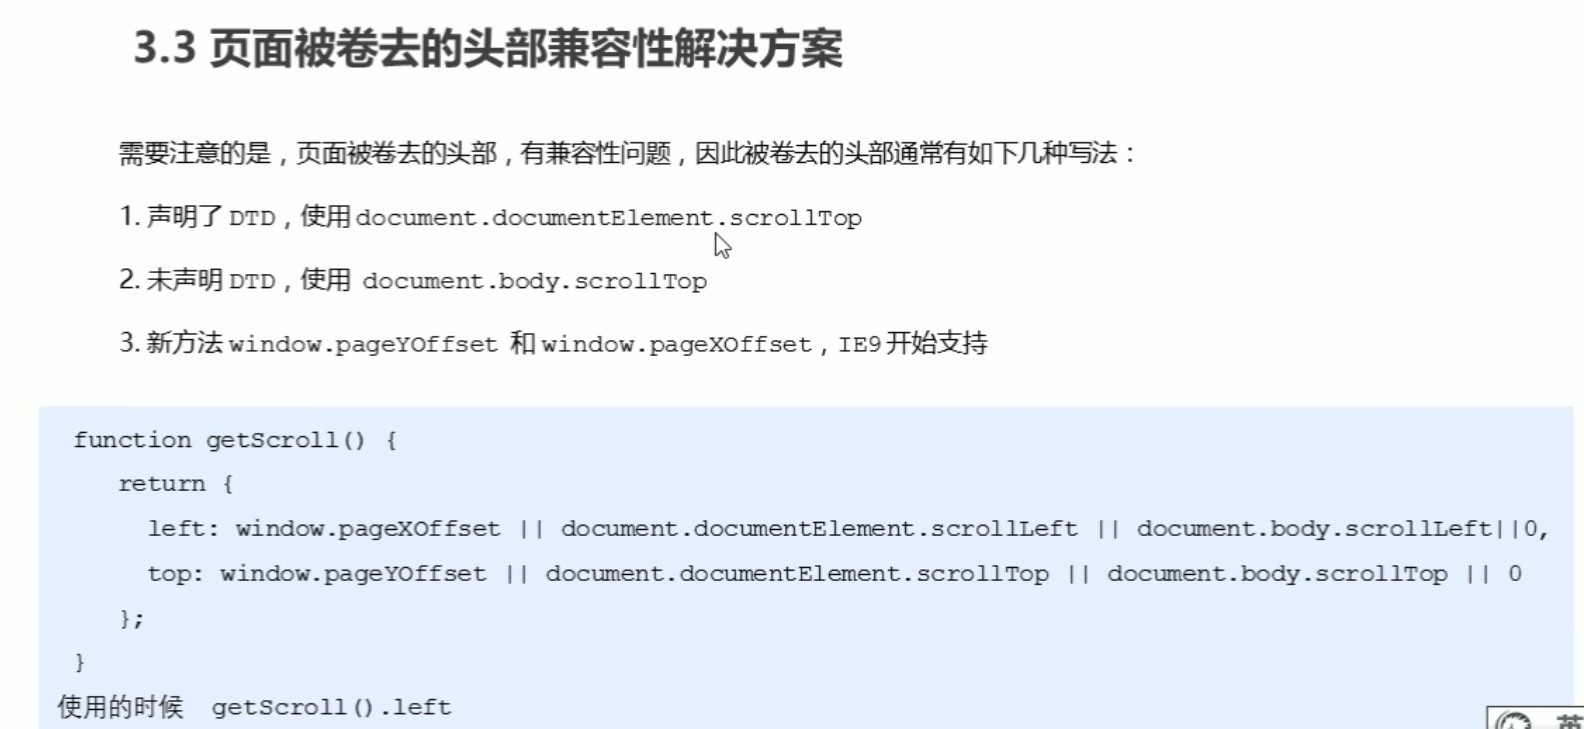 3.3 页面被卷去的头部兼容性解决方案
需要注意的是，页面被卷去的头部，有兼容性问题，因此被卷去的头部通常有如下几种写法：
1. 声明了 DTD，使用 document.documentElement.scrollTop
2. 未声明 DTD，使用 document.body.scrollTop
3. 新方法 window.pageYOffset 和 window.pageXOffset，IE9 开始支持
function getScroll() {
return {
left: window.pageXOffset || document.documentElement.scrollLeft || document.body.scrollLeft||0,
top: window.pageYOffset || document.documentElement.scrollTop || document.body.scrollTop || 0
};
}
使用的时候 getScroll().left